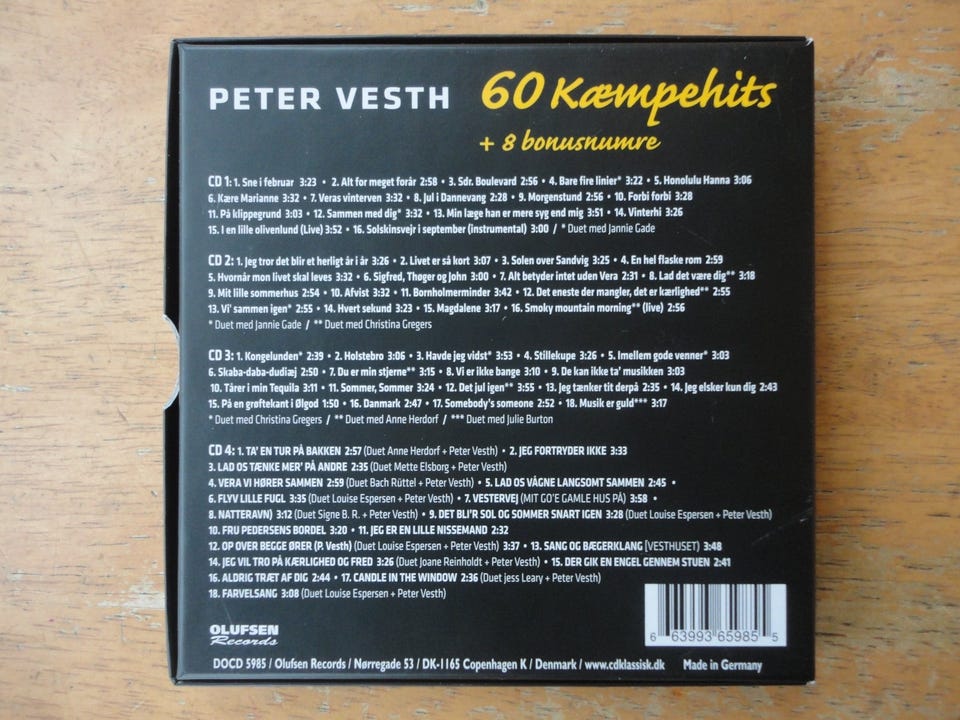 PETER VESTH 60 Kæmpehits
+ 8 bonusnumre
CD 1: 1. Sne i februar 3:23 • 2. Alt for meget forår 2:58 • 3. Sdr. Boulevard 2:56 • 4. Bare fire linier* 3:22 • 5. Honolulu Hanna 3:06
6. Kære Marianne 3:32 • 7. Veras vinterven 3:32 • 8. Jul i Dannevang 2:28 • 9. Morgenstund 2:56 • 10. Forbi forbi 3:28
11. På klippegrund 3:03 • 12. Sammen med dig* 3:32 • 13. Min læge han er mere syg end mig 3:51 • 14. Vinterhi 3:26
15. I en lille olivenlund (Live) 3:52 • 16. Solskinsvejr i september (instrumental) 3:00 / * Duet med Jannie Gade
CD 2: 1. Jeg tror det blir et herligt år i år 3:26 • 2. Livet er så kort 3:07 • 3. Solen over Sandvig 3:25 • 4. En hel flaske rom 2:59
5. Hvornår mon livet skal leves 3:32 • 6. Sigfred, Thøger og John 3:00 • 7. Alt betyder intet uden Vera 2:31 • 8. Lad det være dig** 3:18
9. Mit lille sommerhus 2:54 • 10. Afvist 3:32 • 11. Bornholmerminder 3:42 • 12. Det eneste der mangler, det er kærlighed** 2:55
13. Vi' sammen igen* 2:55 • 14. Hvert sekund 3:23 • 15. Magdalene 3:17 • 16. Smoky mountain morning** (live) 2:56
* Duet med Jannie Gade / ** Duet med Christina Gregers
CD 3: 1. Kongelunden* 2:39 • 2. Holstebro 3:06 • 3. Havde jeg vidst* 3:53 • 4. Stillekupe 3:26 • 5. Imellem gode venner* 3:03
6. Skaba-daba-dudiæj 2:50 • 7. Du er min stjerne** 3:15 • 8. Vi er ikke bange 3:10 • 9. De kan ikke ta' musikken 3:03
10. Tårer i min Tequila 3:11 • 11. Sommer, Sommer 3:24 • 12. Det jul igen** 3:55 • 13. Jeg tænker tit derpå 2:35 • 14. Jeg elsker kun dig 2:43
15. På en grøftekant i Ølgod 1:50 • 16. Danmark 2:47 • 17. Somebody's someone 2:52 • 18. Musik er guld*** 3:17
* Duet med Christina Gregers / ** Duet med Anne Herdorf / *** Duet med Julie Burton
CD 4: 1. TA' EN TUR PÅ BAKKEN 2:57 (Duet Anne Herdorf + Peter Vesth) • 2. JEG FORTRYDER IKKE 3:33
3. LAD OS TÆNKE MER' PÅ ANDRE 2:35 (Duet Mette Elsborg + Peter Vesth)
4. VERA VI HØRER SAMMEN 2:59 (Duet Bach Rüttel + Peter Vesth) • 5. LAD OS VÅGNE LANGSOMT SAMMEN 2:45 •
6. FLYV LILLE FUGL 3:35 (Duet Louise Espersen + Peter Vesth) • 7. VESTERVEJ (MIT GO'E GAMLE HUS PÅ) 3:58 •
8. NATTERAVN) 3:12 (Duet Signe B. R. + Peter Vesth) • 9. DET BLI'R SOL OG SOMMER SNART IGEN 3:28 (Duet Louise Espersen + Peter Vesth)
10. FRU PEDERSENS BORDEL 3:20 • 11. JEG ER EN LILLE NISSEMAND 2:32
12. OP OVER BEGGE ØRER (P. Vesth) (Duet Louise Espersen + Peter Vesth) 3:37 • 13. SANG OG BÆGERKLANG [VESTHUSET) 3:48
14. JEG VIL TRO PÅ KÆRLIGHED OG FRED 3:26 (Duet Joane Reinholdt + Peter Vesth) • 15. DER GIK EN ENGEL GENNEM STUEN 2:41
16. ALDRIG TRÆT AF DIG 2:44 • 17. CANDLE IN THE WINDOW 2:36 (Duet jess Leary + Peter Vesth)
18. FARVELSANG 3:08 (Duet Louise Espersen + Peter Vesth)
OLUFSEN
Records
6 63993 65985 5
DOCD 5985 / Olufsen Records / Nørregade 53 / DK-1165 Copenhagen K / Denmark / www.cdklassisk.dk Made in Germany